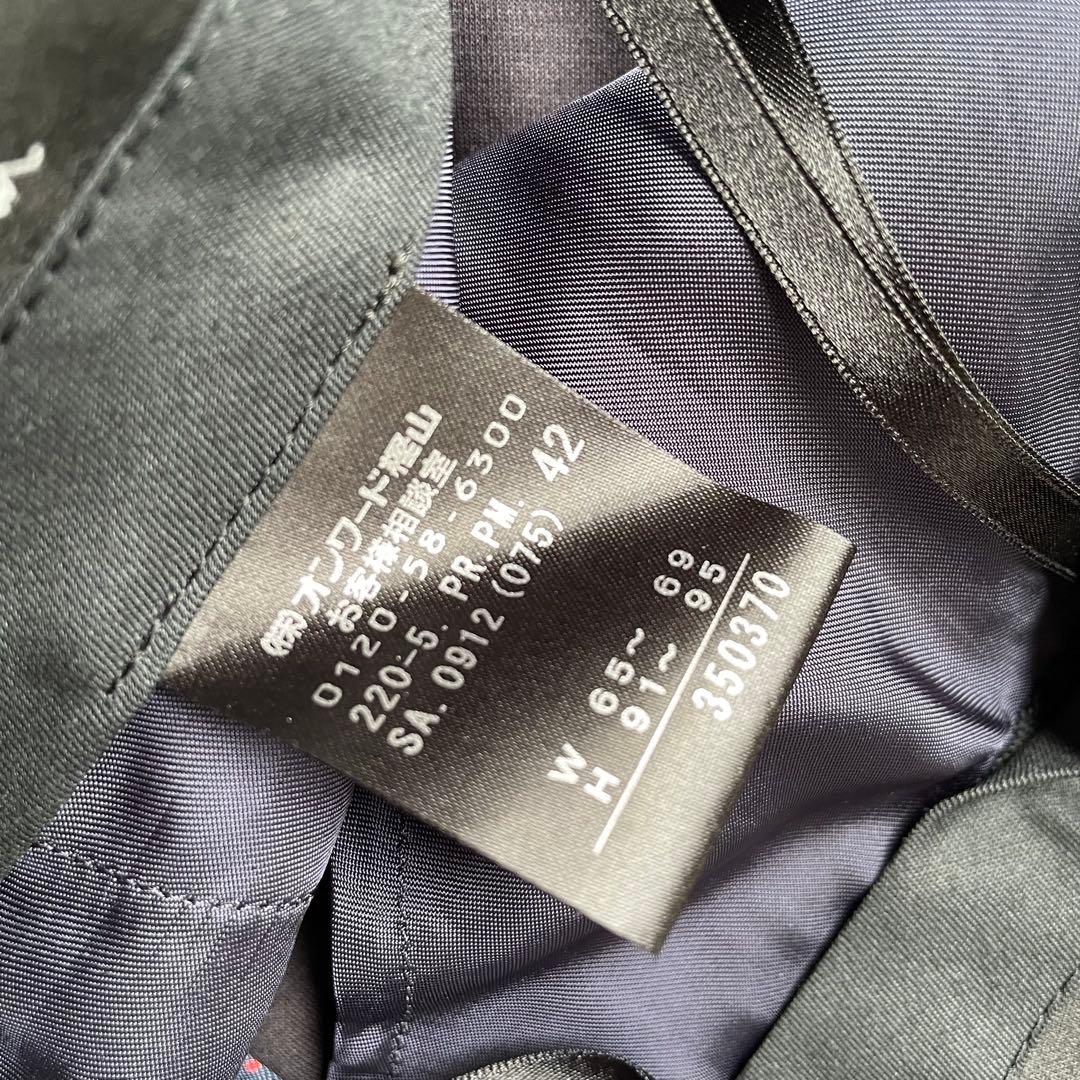 ㈱オンワード樫山
お客様相談室
0120-58-6300
220-5. PR.PM. 42
SA. 0912 (075)
W 65～ 69
H 91～ 95
350370